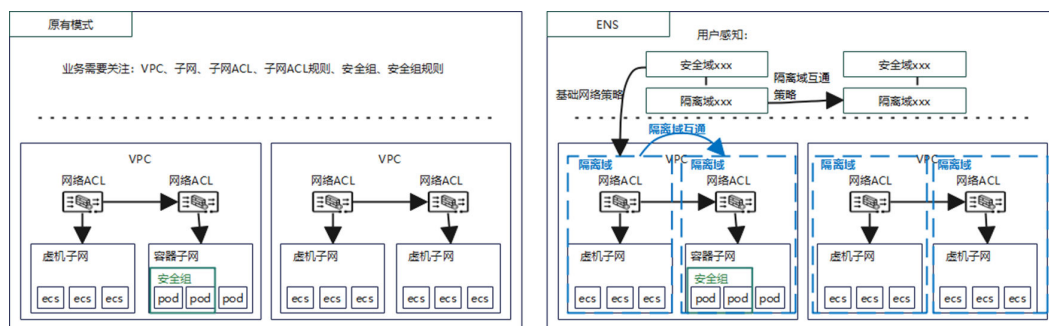 原有模式
业务需要关注：VPC、子网、子网ACL、子网ACL规则、安全组、安全组规则
VPC
网络ACL
网络ACL
虚机子网
ecs
ecs
ecs
容器子网
安全组
pod
pod
pod
VPC
网络ACL
网络ACL
虚机子网
ecs
ecs
ecs
虚机子网
ecs
ecs
ecs
ENS
用户感知：
安全域xxx
安全域xxx
基础网络策略
隔离域xxx
隔离域互通
策略
隔离域xxx
隔离域互通
VPC
隔离域
隔离域
网络ACL
网络ACL
虚机子网
ecs
ecs
ecs
容器子网
安全组
pod
pod
pod
VPC
隔离域
隔离域
网络ACL
网络ACL
虚机子网
ecs
ecs
ecs
虚机子网
ecs
ecs
ecs